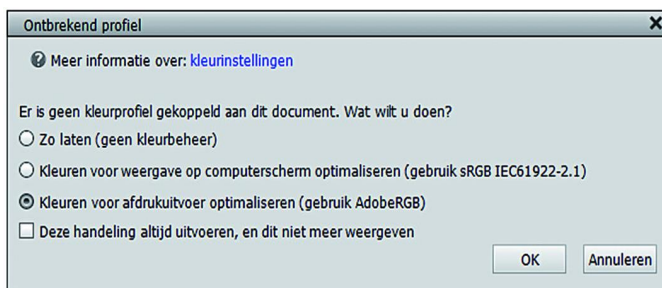 Ontbrekend profiel
Meer informatie over: kleurinstellingen
Er is geen kleurprofiel gekoppeld aan dit document. Wat wilt u doen?
Zo laten (geen kleurbeheer)
Kleuren voor weergave op computerscherm optimaliseren (gebruik sRGB IEC61922-2.1)
Kleuren voor afdrukuitvoer optimaliseren (gebruik AdobeRGB)
Deze handeling altijd uitvoeren, en dit niet meer weergeven
OK Annuleren